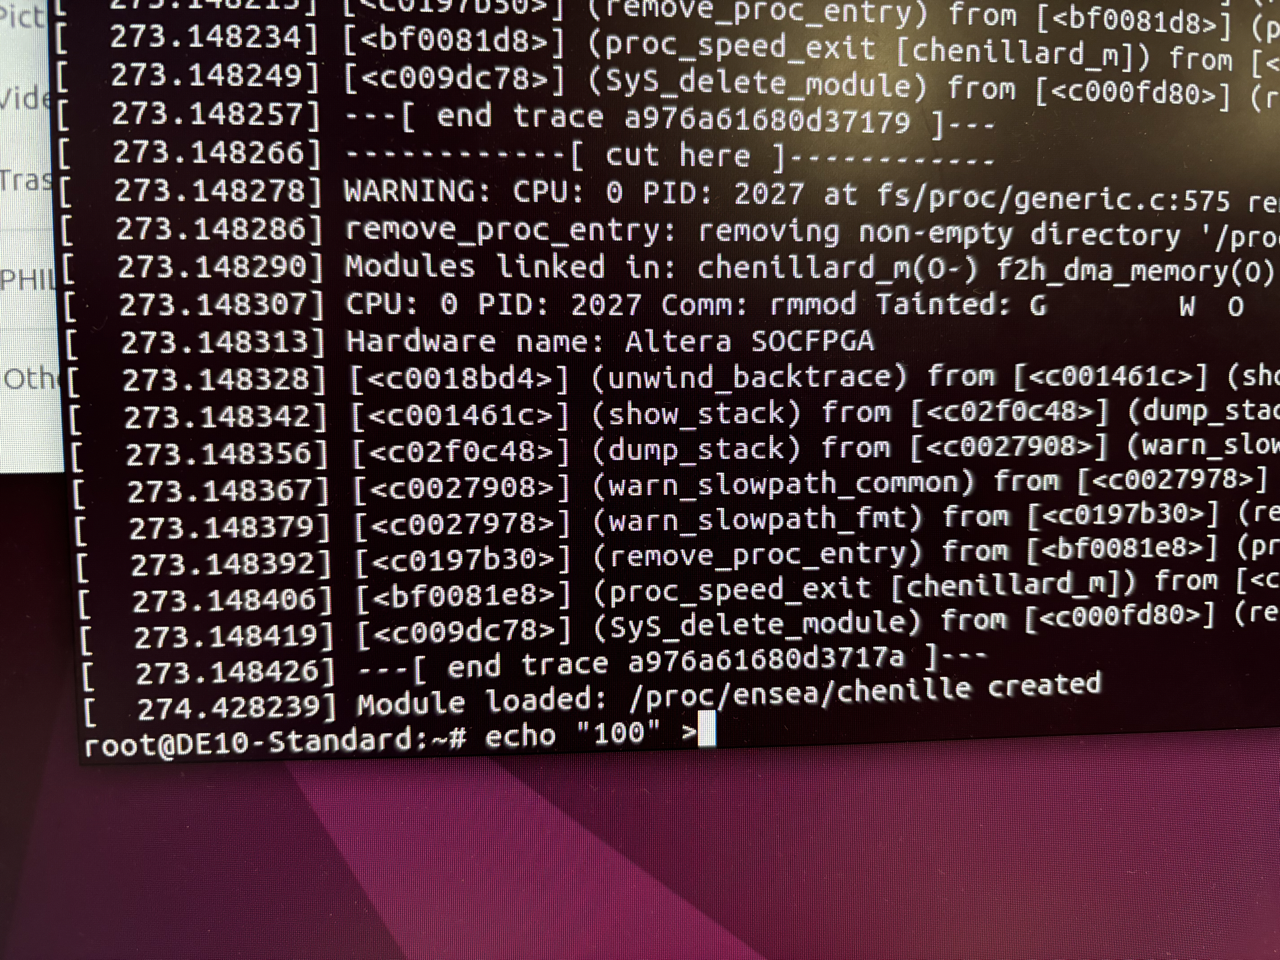 Pict
Vide
Tras
PHIL
Oth
[ 273.148215] [<c0197b30>] (remove_proc_entry) from [<bf0081d8>] (p
[ 273.148234] [<bf0081d8>] (proc_speed_exit [chenillard_m]) from [<
[ 273.148249] [<c009dc78>] (SyS_delete_module) from [<c000fd80>] (r
[ 273.148257] ---[ end trace a976a61680d37179 ]---
[ 273.148266] ------------[ cut here ]------------
[ 273.148278] WARNING: CPU: 0 PID: 2027 at fs/proc/generic.c:575 re
[ 273.148286] remove_proc_entry: removing non-empty directory '/pro
[ 273.148290] Modules linked in: chenillard_m(O-) f2h_dma_memory(O)
[ 273.148307] CPU: 0 PID: 2027 Comm: rmmod Tainted: G W O
[ 273.148313] Hardware name: Altera SOCFPGA
[ 273.148328] [<c0018bd4>] (unwind_backtrace) from [<c001461c>] (sho
[ 273.148342] [<c001461c>] (show_stack) from [<c02f0c48>] (dump_stac
[ 273.148356] [<c02f0c48>] (dump_stack) from [<c0027908>] (warn_slow
[ 273.148367] [<c0027908>] (warn_slowpath_common) from [<c0027978>]
[ 273.148379] [<c0027978>] (warn_slowpath_fmt) from [<c0197b30>] (re
[ 273.148392] [<c0197b30>] (remove_proc_entry) from [<bf0081e8>] (pr
[ 273.148406] [<bf0081e8>] (proc_speed_exit [chenillard_m]) from [<c
[ 273.148419] [<c009dc78>] (SyS_delete_module) from [<c000fd80>] (re
[ 273.148426] ---[ end trace a976a61680d3717a ]---
[ 274.428239] Module loaded: /proc/ensea/chenille created
root@DE10-Standard:~# echo "100" >